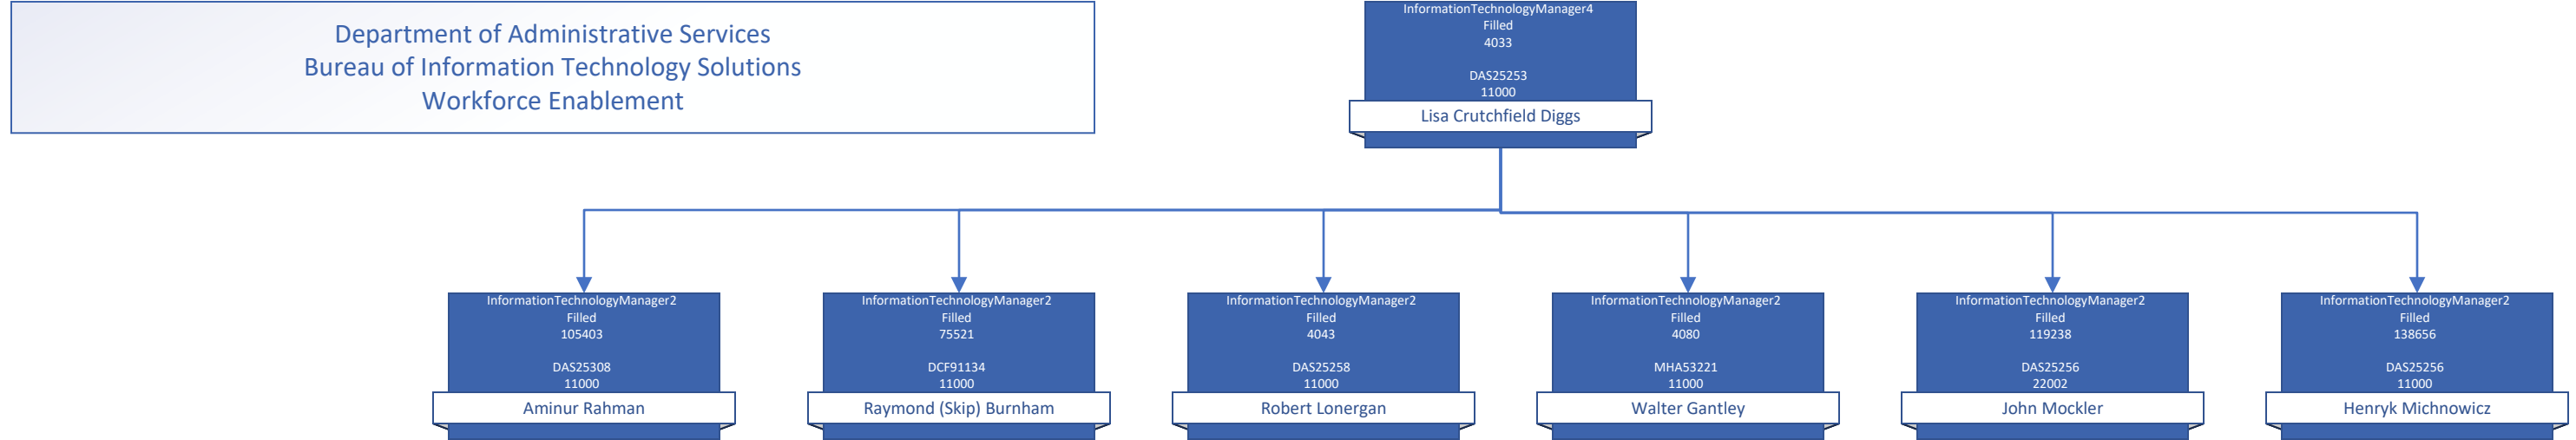 Department of Administrative Services
Bureau of Information Technology Solutions
Workforce Enablement
InformationTechnologyManager4
Filled
4033
DAS25253
11000
Lisa Crutchfield Diggs
InformationTechnologyManager2
Filled
105403
DAS25308
11000
Aminur Rahman
InformationTechnologyManager2
Filled
75521
DCF91134
11000
Raymond (Skip) Burnham
InformationTechnologyManager2
Filled
4043
DAS25258
11000
Robert Lonergan
InformationTechnologyManager2
Filled
4080
MHA53221
11000
Walter Gantley
InformationTechnologyManager2
Filled
119238
DAS25256
22002
John Mockler
InformationTechnologyManager2
Filled
138656
DAS25256
11000
Henryk Michnowicz